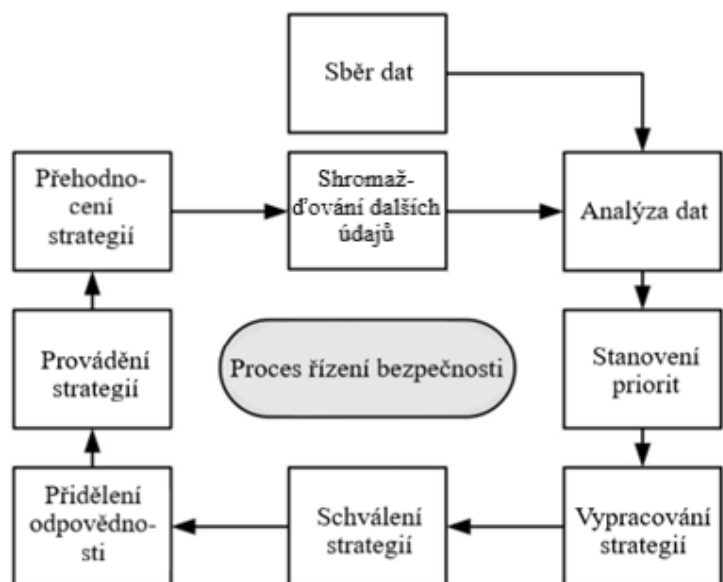 Sběr dat
Přehodno-
cení
strategií
Shromaž-
ďování dalších
údajů
Analýza dat
Provádění
strategií
Proces řízení bezpečnosti
Stanovení
priorit
Přidělení
odpovědno-
sti
Schválení
strategií
Vypracování
strategií